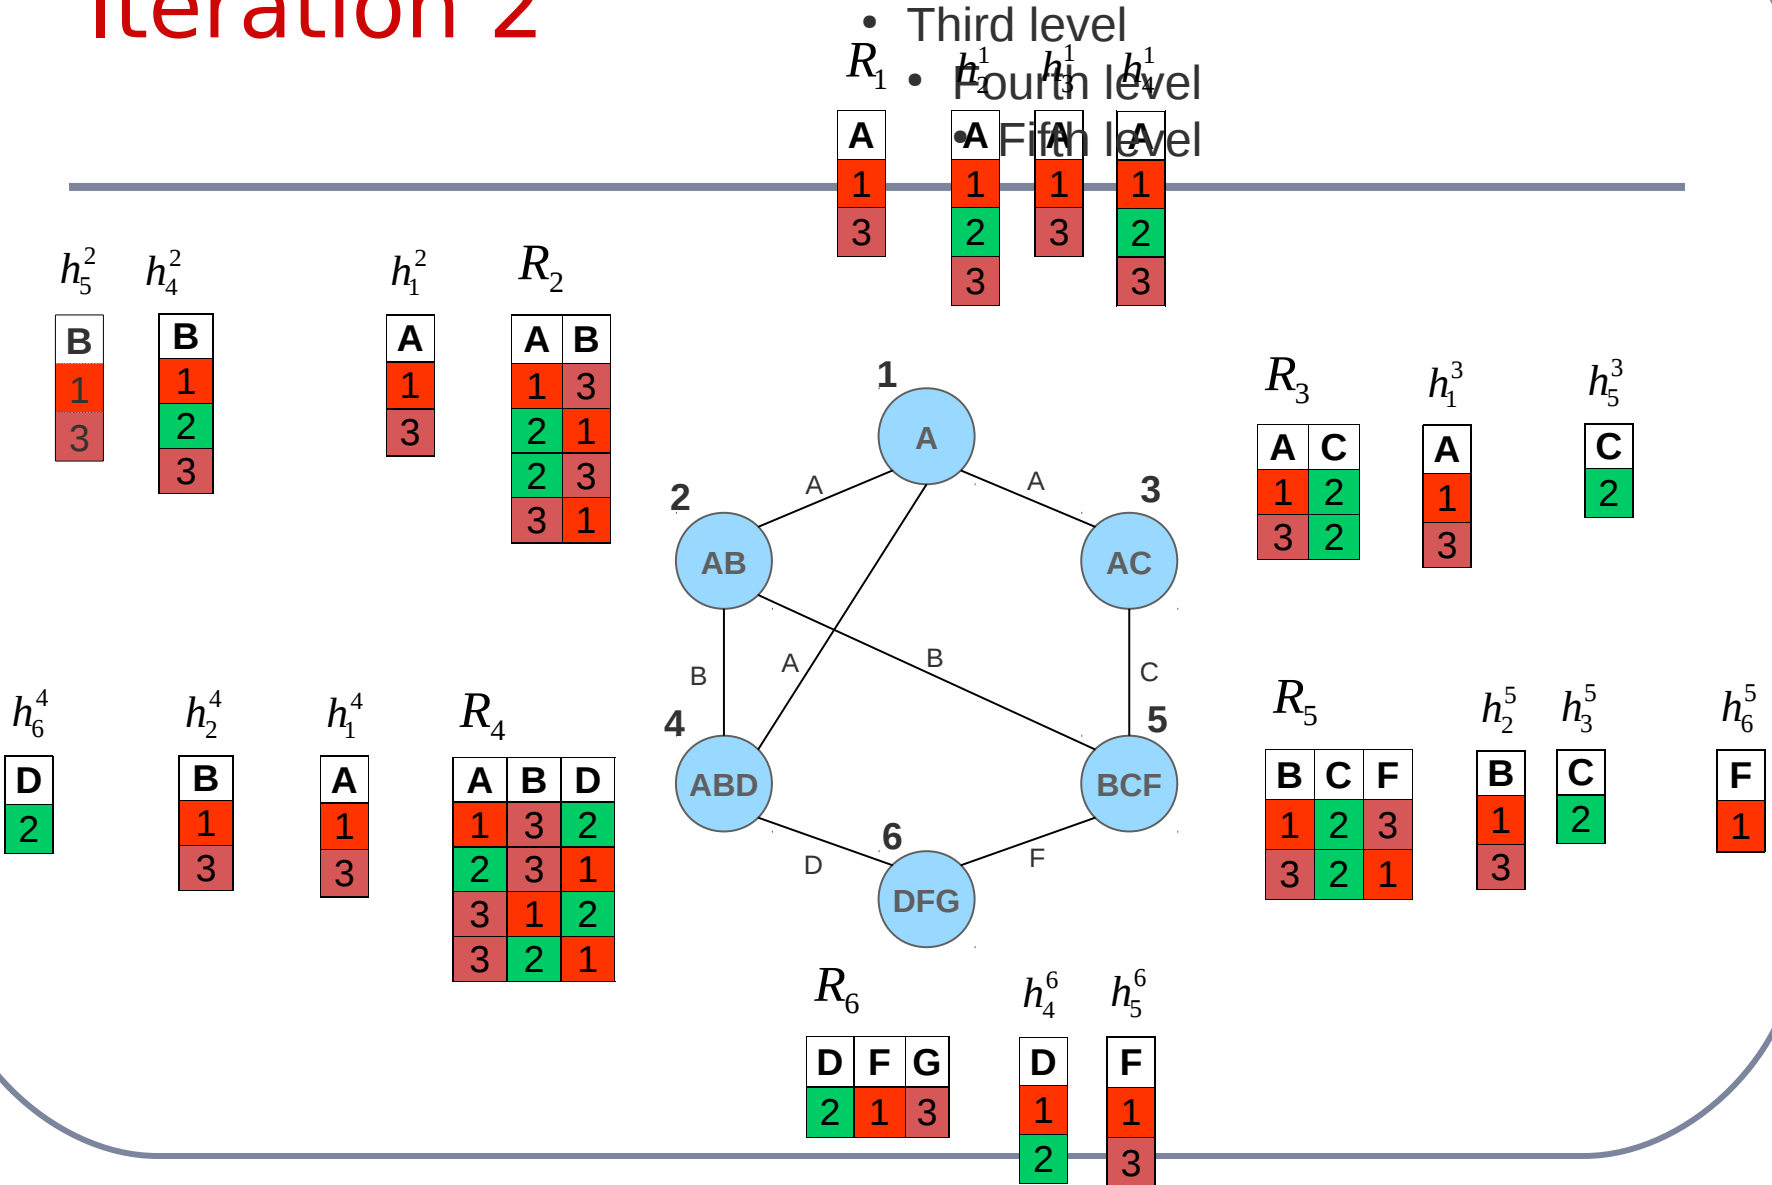 Iteration 2
• Third level
• Fourth level
• Fifth level
R1 h2^1 h3^1 h4^1
A A A A
1 1 1 1
3 2 3 2
3 3
h5^2 h4^2 h1^2 R2
B B A A B
1 1 1 1 3
3 2 3 2 1
3 2 3
3 1
R3 h1^3 h5^3
A C A C
1 2 1 2
3 2 3
1
A
2
AB
3
AC
A A
B A B C
4
ABD
5
BCF
6
DFG
D F
h6^4 h2^4 h1^4 R4
D B A A B D
2 1 1 1 3 2
3 3 2 3 1
3 1 2
3 2 1
R5 h2^5 h3^5 h6^5
B C F B C F
1 2 3 1 2 1
3 2 1 3
R6 h4^6 h5^6
D F G D F
2 1 3 1 1
2 3